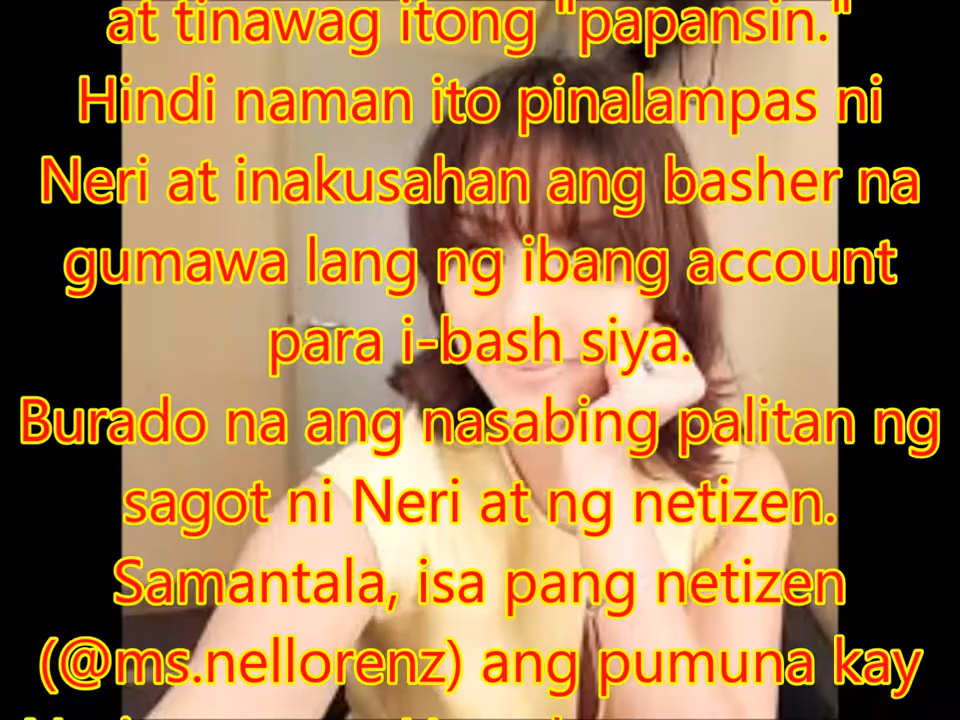 at tinawag itong "papansin."
Hindi naman ito pinalampas ni
Neri at inakusahan ang basher na
gumawa lang ng ibang account
para i-bash siya.
Burado na ang nasabing palitan ng
sagot ni Neri at ng netizen.
Samantala, isa pang netizen
(@ms.nellorenz) ang pumuna kay